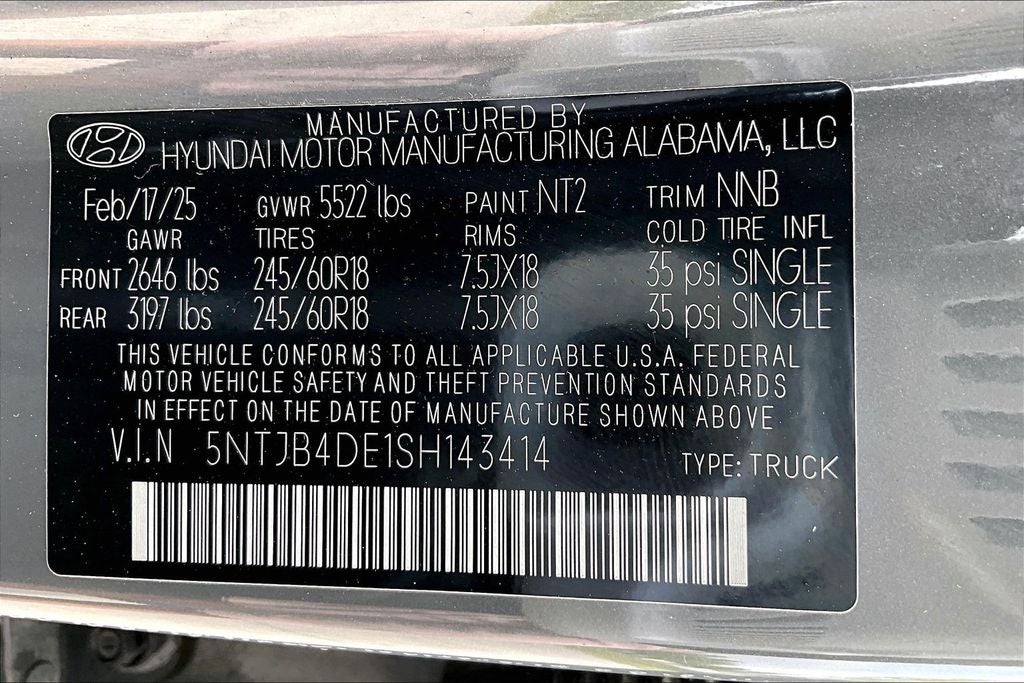 MANUFACTURED BY
HYUNDAI MOTOR MANUFACTURING ALABAMA, LLC
Feb/17/25 GVWR 5522 lbs PAINT NT2 TRIM NNB
GAWR TIRES RIMS COLD TIRE INFL
FRONT 2646 lbs 245/60R18 7.5JX18 35 psi SINGLE
REAR 3197 lbs 245/60R18 7.5JX18 35 psi SINGLE
THIS VEHICLE CONFORMS TO ALL APPLICABLE U.S.A. FEDERAL
MOTOR VEHICLE SAFETY AND THEFT PREVENTION STANDARDS
IN EFFECT ON THE DATE OF MANUFACTURE SHOWN ABOVE
V.I.N 5NTJB4DE1SH143414 TYPE: TRUCK